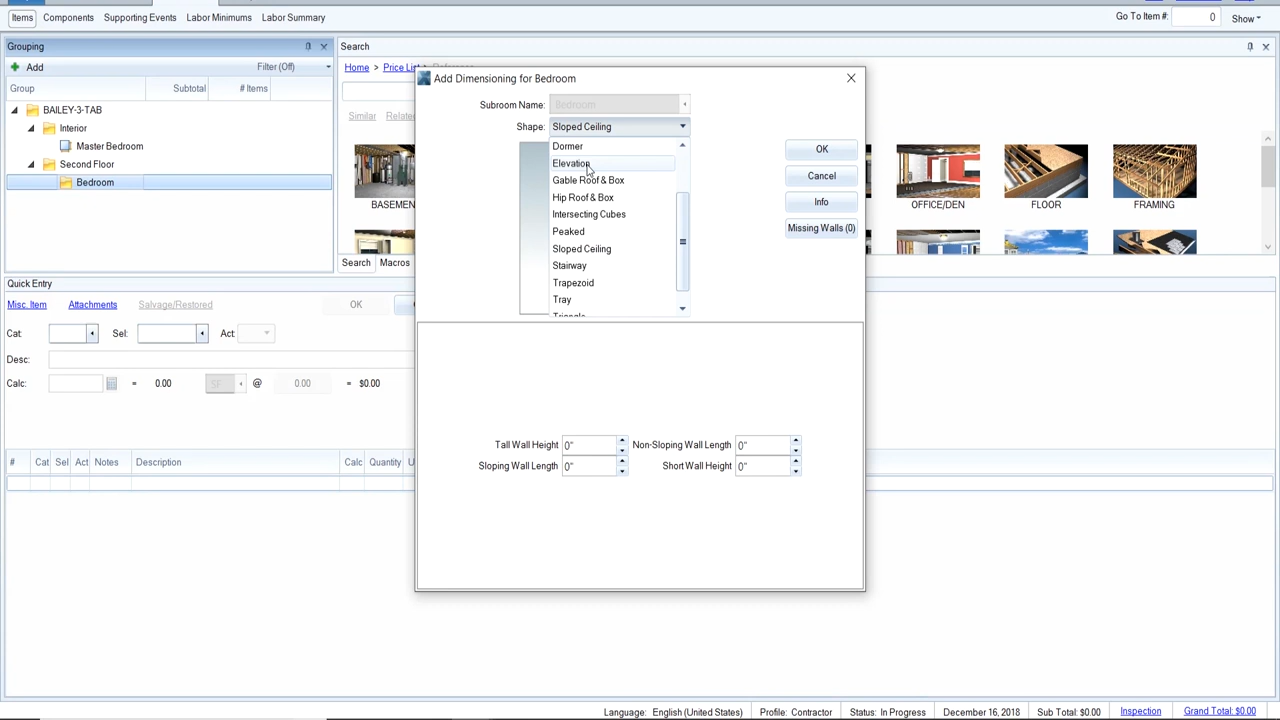 Items Components Supporting Events Labor Minimums Labor Summary Go To Item #: 0 Show
Grouping
Search
Add Filter (Off)
Home > Price List >
Group Subtotal # Items
BAILEY-3-TAB
Interior
Master Bedroom
Second Floor
Bedroom
Similar
OFFICE/DEN FLOOR FRAMING
Search Macros
Add Dimensioning for Bedroom
Subroom Name: Bedroom
Shape: Sloped Ceiling
Dormer
Elevation
Gable Roof & Box
Hip Roof & Box
Intersecting Cubes
Peaked
Sloped Ceiling
Stairway
Trapezoid
Tray
Triangle
OK
Cancel
Info
Missing Walls (0)
Tall Wall Height 0" Non-Sloping Wall Length 0"
Sloping Wall Length 0" Short Wall Height 0"
Quick Entry
Misc. Item Attachments Salvage/Restored OK
Cat: Sel: Act:
Desc:
Calc: = 0.00 SF @ 0.00 = $0.00
# Cat Sel Act Notes Description Calc Quantity
Language: English (United States) Profile: Contractor Status: In Progress December 16, 2018 Sub Total: $0.00 Inspection Grand Total: $0.00